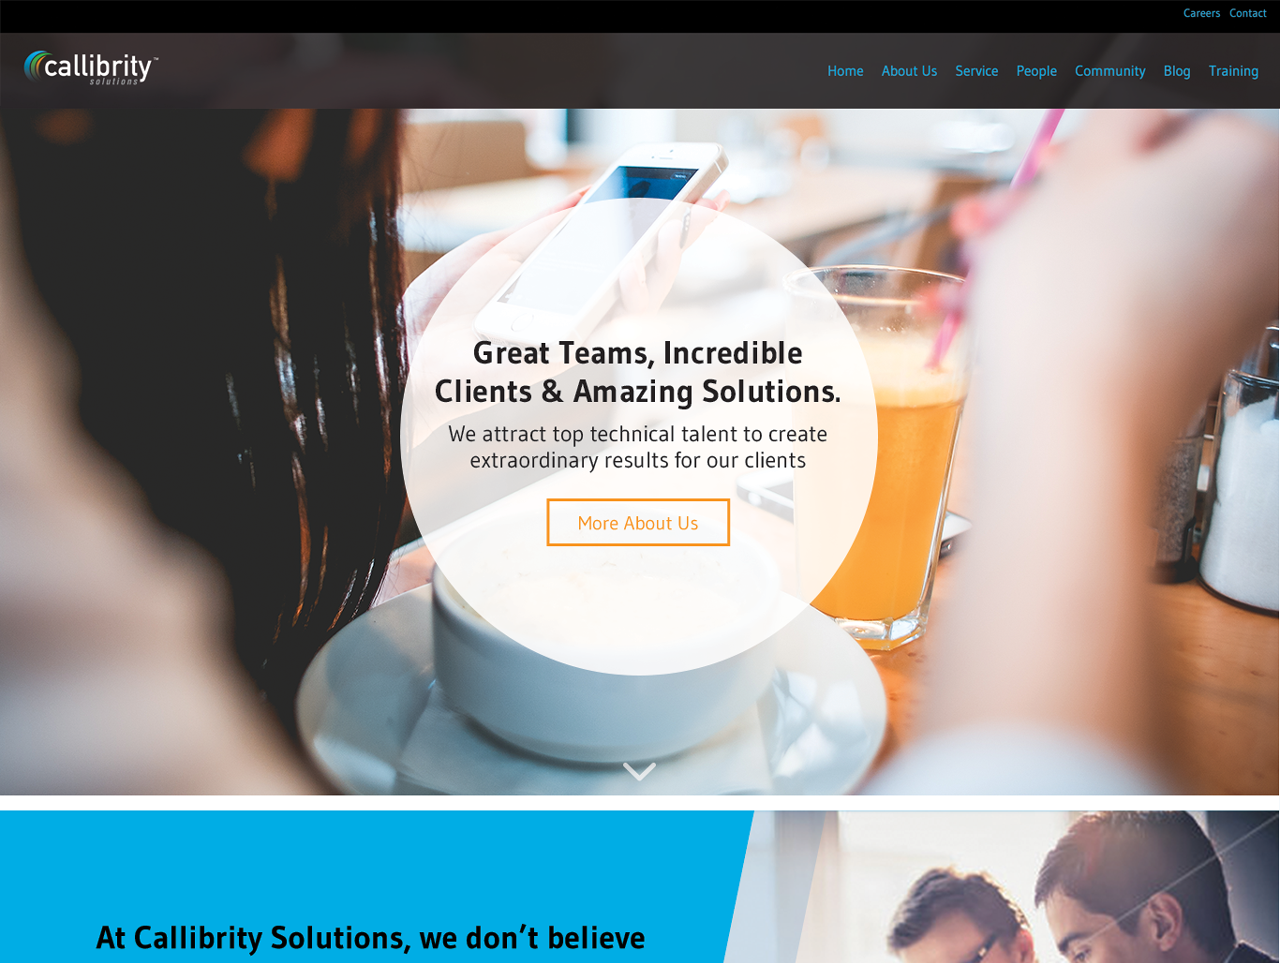 Careers Contact
callibrity™
solutions
Home About Us Service People Community Blog Training
Great Teams, Incredible
Clients & Amazing Solutions.
We attract top technical talent to create
extraordinary results for our clients
More About Us
At Callibrity Solutions, we don’t believe